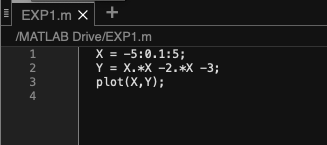 EXP1.m × +
/MATLAB Drive/EXP1.m
1 X = -5:0.1:5;
2 Y = X.*X -2.*X -3;
3 plot(X,Y);
4